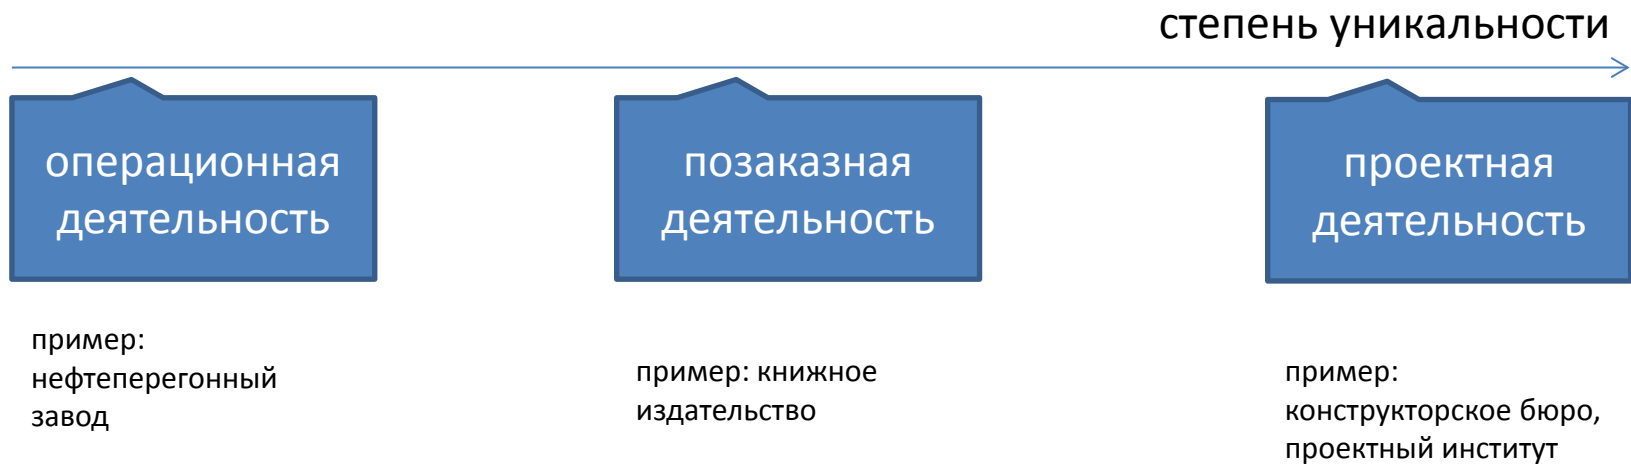 степень уникальности
операционная
деятельность
позаказная
деятельность
проектная
деятельность
пример:
нефтеперегонный
завод
пример: книжное
издательство
пример:
конструкторское бюро,
проектный институт